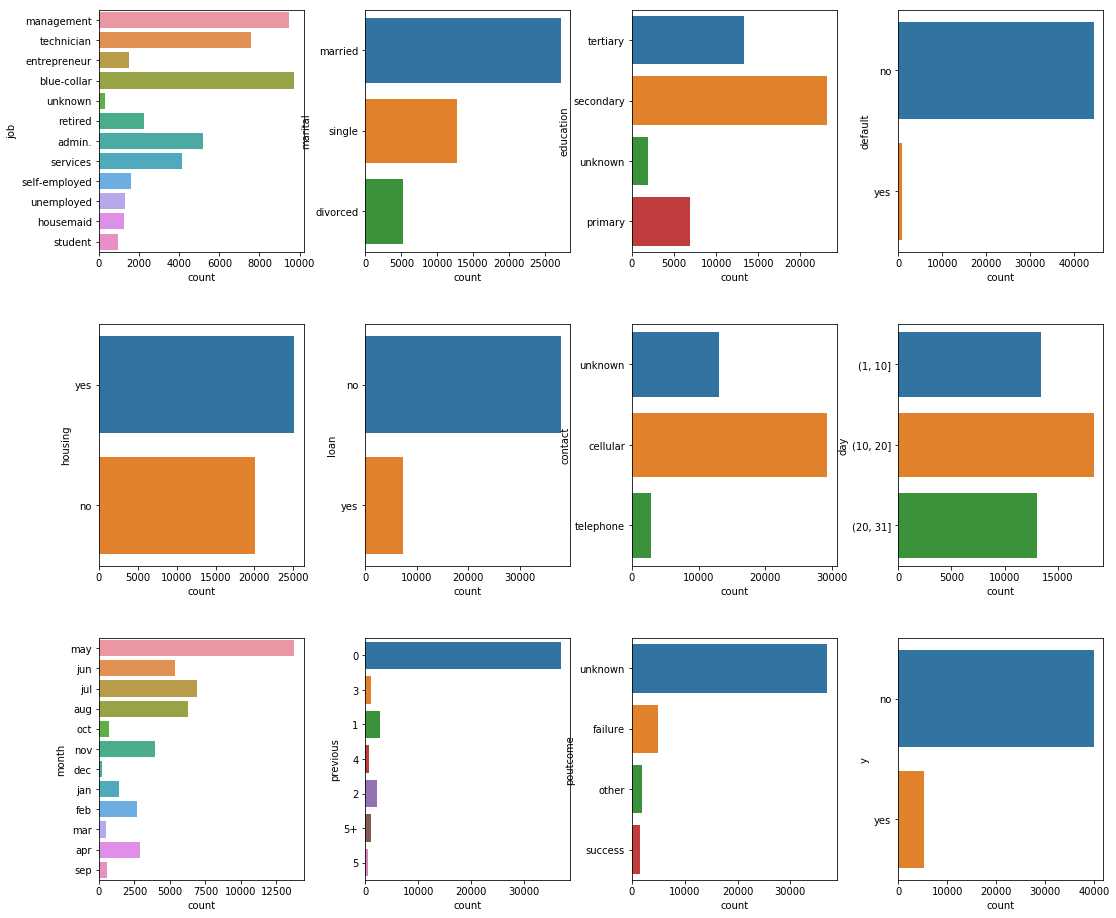 job
management
technician
entrepreneur
blue-collar
unknown
retired
admin.
services
self-employed
unemployed
housemaid
student
0 2000 4000 6000 8000 10000
count
marital
married
single
divorced
0 5000 10000 15000 20000 25000
count
education
tertiary
secondary
unknown
primary
0 5000 10000 15000 20000
count
default
no
yes
0 10000 20000 30000 40000
count
housing
yes
no
0 5000 10000 15000 20000 25000
count
loan
no
yes
0 10000 20000 30000
count
contact
unknown
cellular
telephone
0 10000 20000 30000
count
day
(1, 10]
(10, 20]
(20, 31]
0 5000 10000 15000
count
month
may
jun
jul
aug
oct
nov
dec
jan
feb
mar
apr
sep
0 2500 5000 7500 10000 12500
count
previous
0
3
1
4
2
5+
5
0 10000 20000 30000
count
poutcome
unknown
failure
other
success
0 10000 20000 30000
count
y
no
yes
0 10000 20000 30000 40000
count